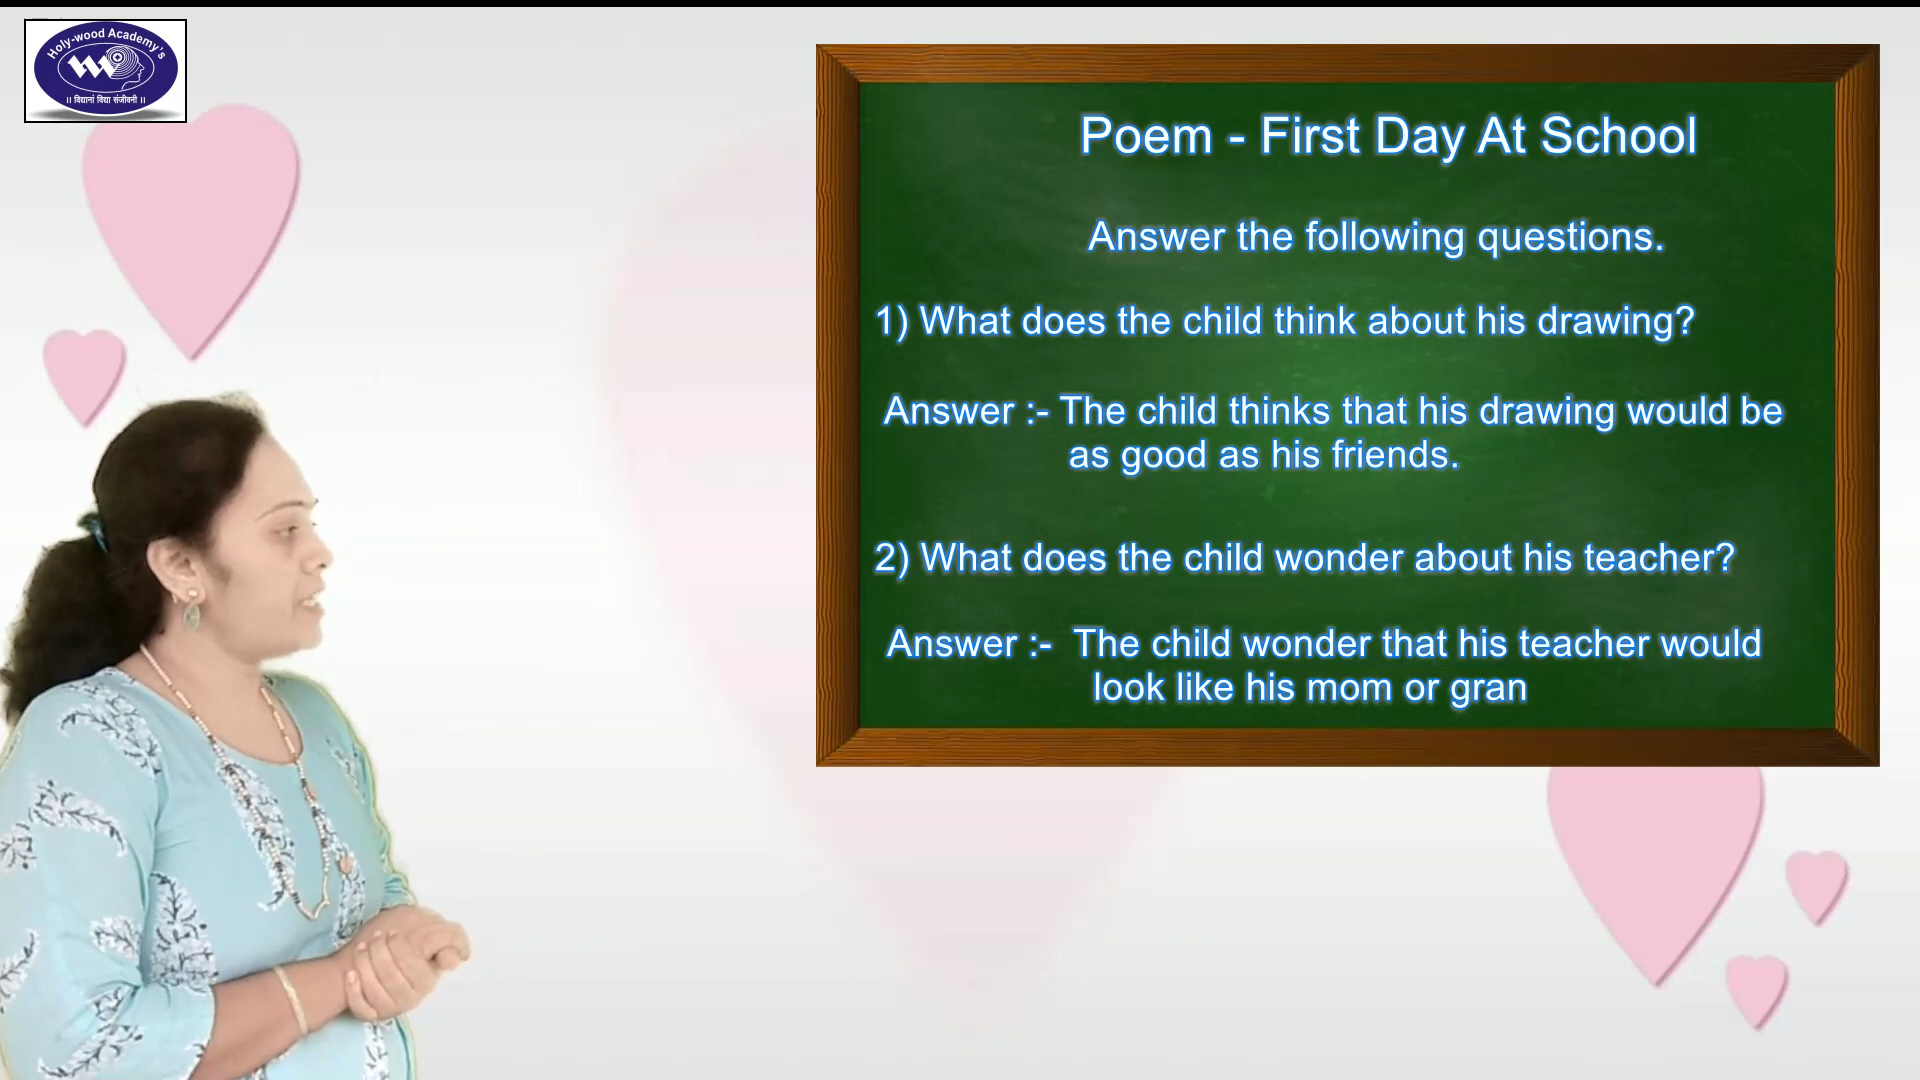 Holy-wood Academy's
॥ विद्यानां विद्या संजीवनी ॥
Poem - First Day At School
Answer the following questions.
1) What does the child think about his drawing?
Answer :- The child thinks that his drawing would be
as good as his friends.
2) What does the child wonder about his teacher?
Answer :- The child wonder that his teacher would
look like his mom or gran